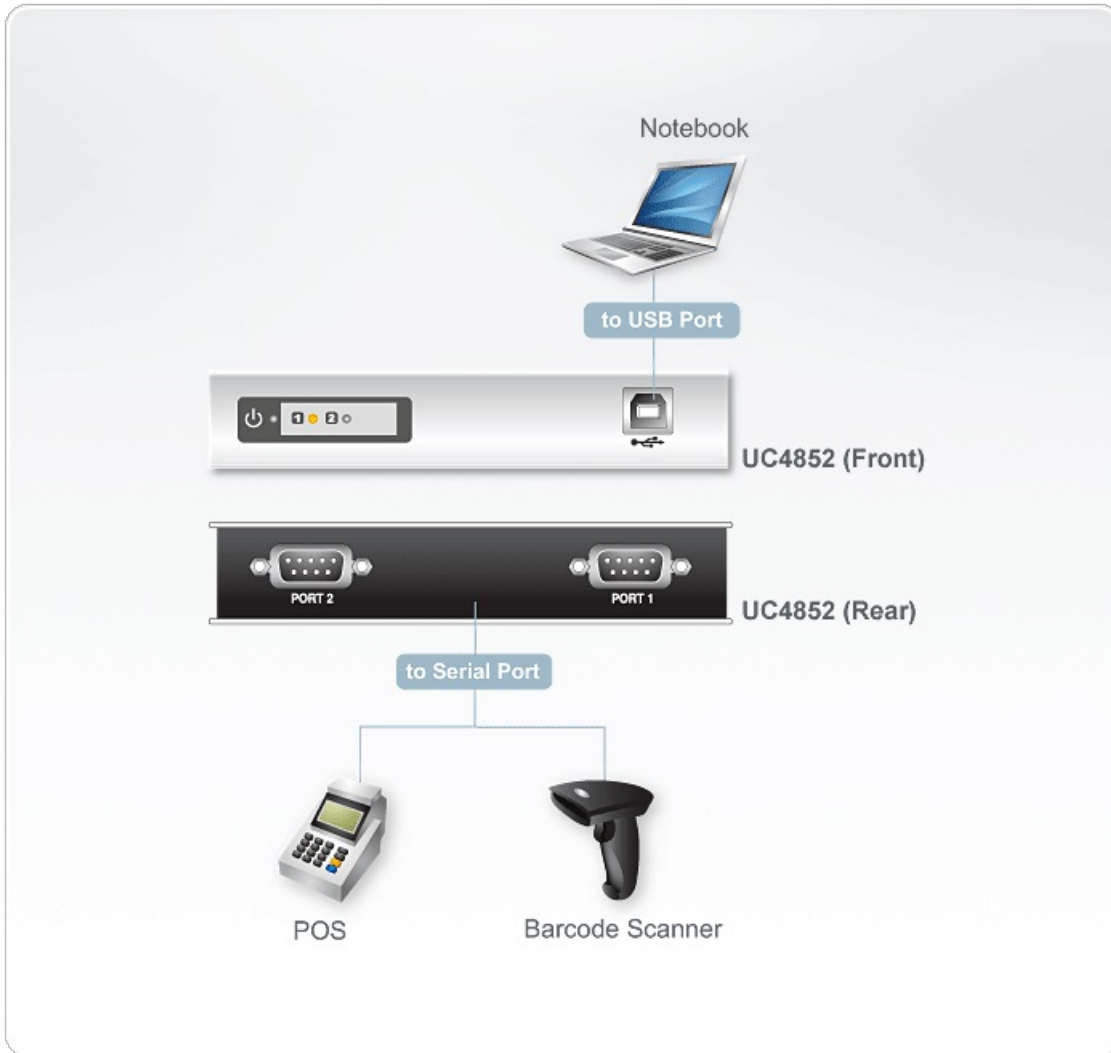 Notebook
to USB Port
1 2
UC4852 (Front)
PORT 2
PORT 1
UC4852 (Rear)
to Serial Port
POS
Barcode Scanner